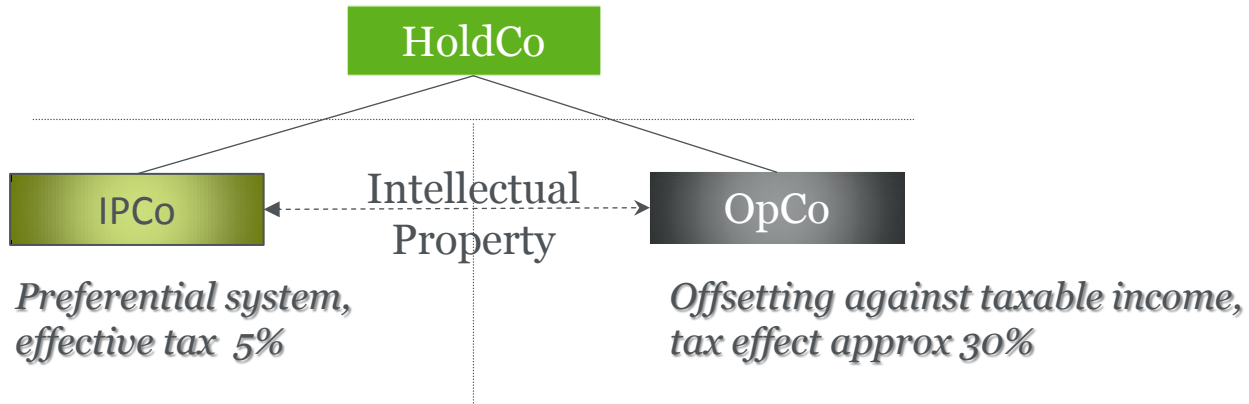 HoldCo
IPCo
Intellectual
Property
OpCo
Preferential system,
effective tax 5%
Offsetting against taxable income,
tax effect approx 30%